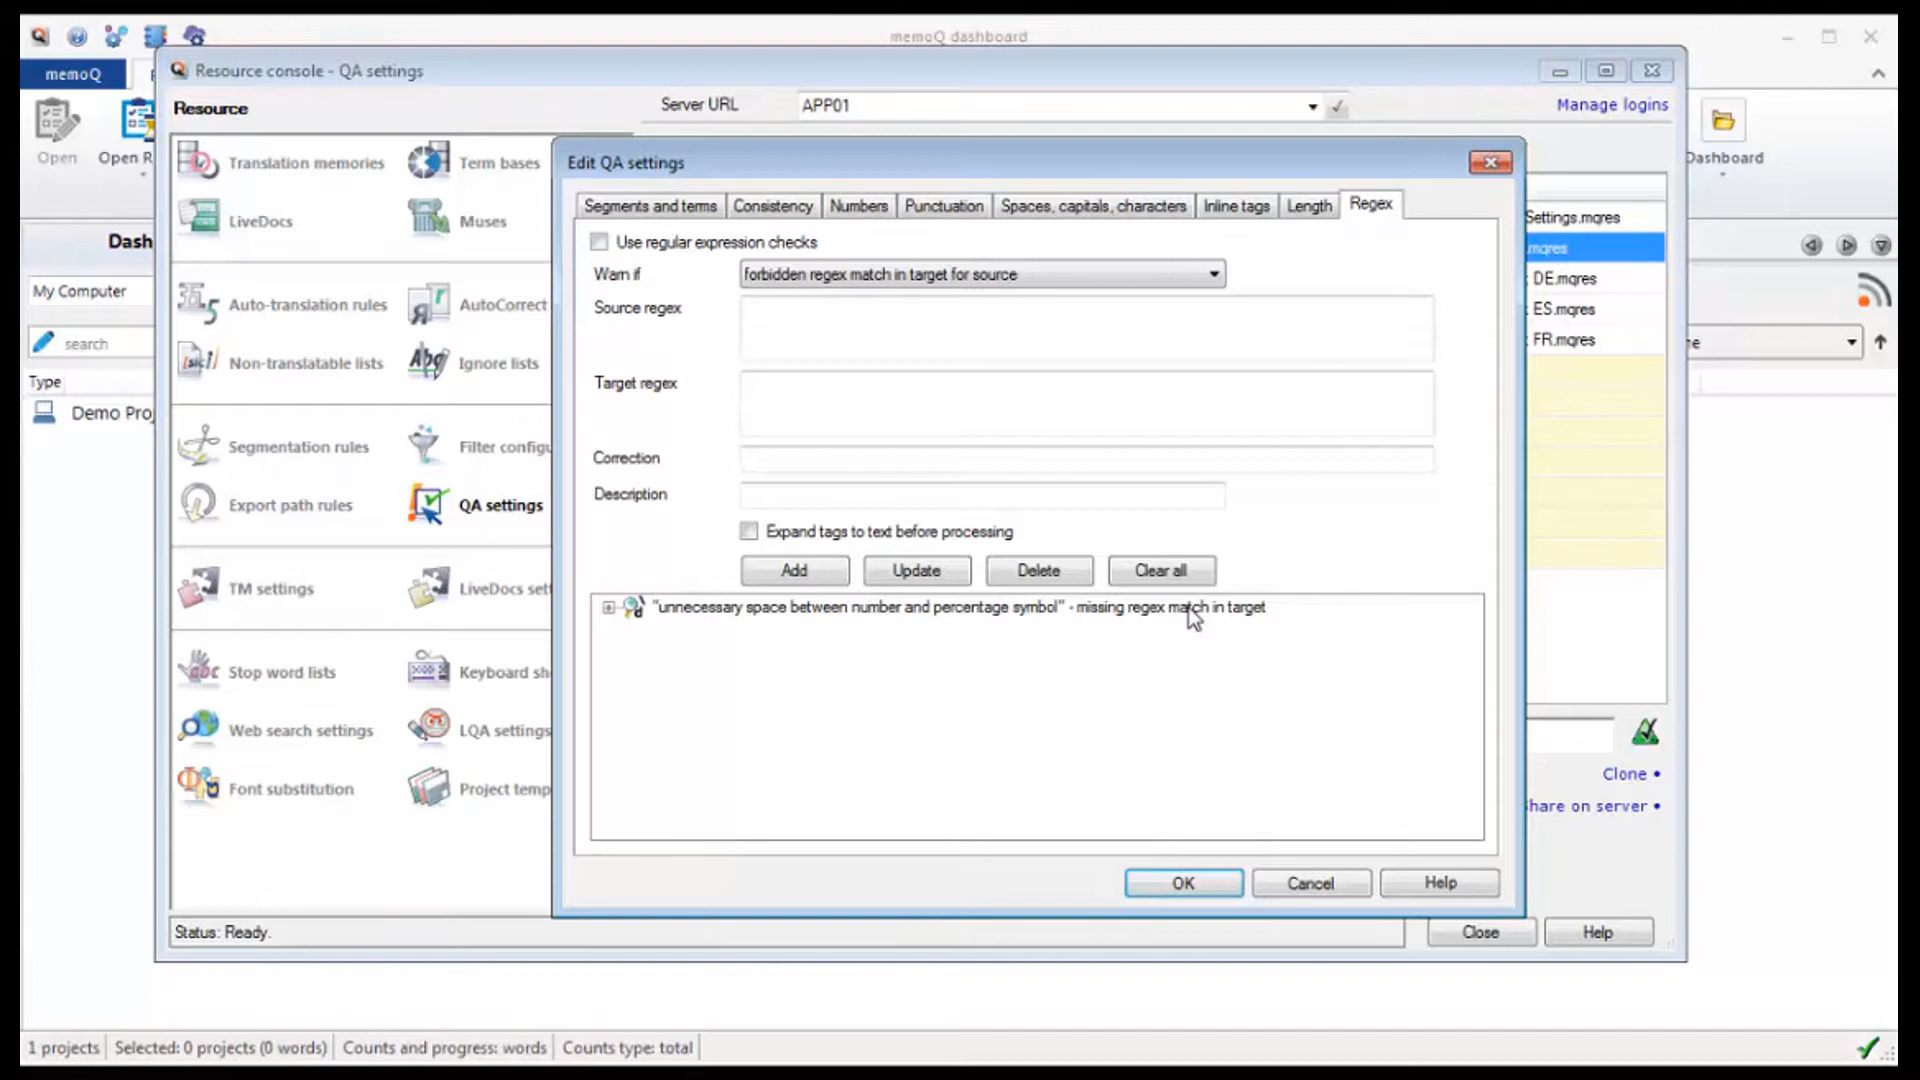 memoQ dashboard
memoQ
Resource console - QA settings
Resource
Server URL
APP01
Manage logins
Open
Open R
Dashboard
Translation memories
Term bases
LiveDocs
Muses
Auto-translation rules
AutoCorrect
Non-translatable lists
Ignore lists
Segmentation rules
Filter configu
Export path rules
QA settings
TM settings
LiveDocs sett
Stop word lists
Keyboard sh
Web search settings
LQA settings
Font substitution
Project temp
Dash
My Computer
search
Type
Demo Proj
Edit QA settings
Segments and terms
Consistency
Numbers
Punctuation
Spaces, capitals, characters
Inline tags
Length
Regex
Use regular expression checks
Warn if
forbidden regex match in target for source
Source regex
Target regex
Correction
Description
Expand tags to text before processing
Add
Update
Delete
Clear all
"unnecessary space between number and percentage symbol" - missing regex match in target
OK
Cancel
Help
Settings.mqres
.mqres
DE.mqres
ES.mqres
FR.mqres
Clone •
Share on server •
Status: Ready.
Close
Help
1 projects
Selected: 0 projects (0 words)
Counts and progress: words
Counts type: total